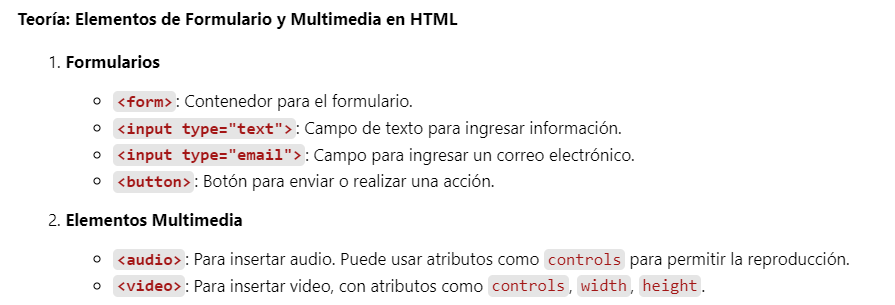 Teoría: Elementos de Formulario y Multimedia en HTML
1. Formularios
○ <form>: Contenedor para el formulario.
○ <input type="text">: Campo de texto para ingresar información.
○ <input type="email">: Campo para ingresar un correo electrónico.
○ <button>: Botón para enviar o realizar una acción.
2. Elementos Multimedia
○ <audio>: Para insertar audio. Puede usar atributos como controls para permitir la reproducción.
○ <video>: Para insertar video, con atributos como controls, width, height.